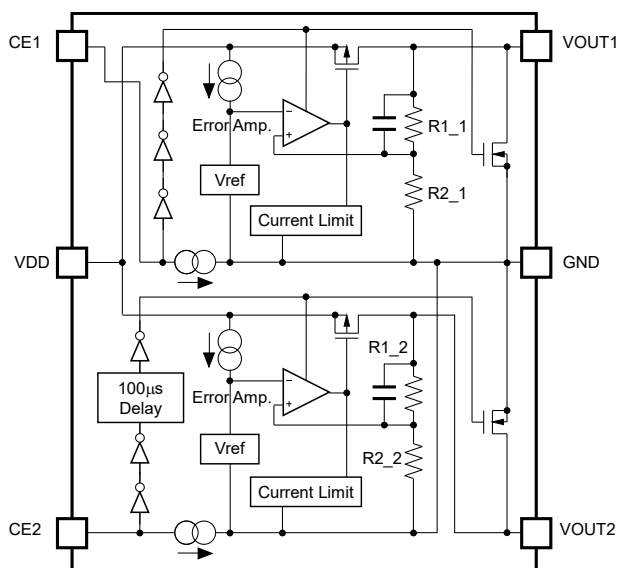 CE1
VOUT1
−
Error Amp.
+
R1_1
Vref
R2_1
Current Limit
VDD
GND
R1_2
−
100μs
Delay
Error Amp.
+
Vref
R2_2
Current Limit
CE2
VOUT2